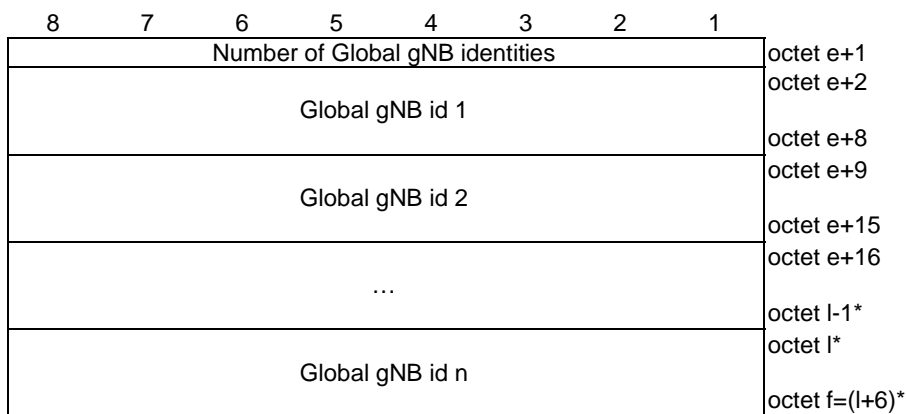 8 7 6 5 4 3 2 1
Number of Global gNB identities octet e+1
octet e+2
Global gNB id 1
octet e+8
octet e+9
Global gNB id 2
octet e+15
octet e+16
…
octet l-1*
octet l*
Global gNB id n
octet f=(l+6)*